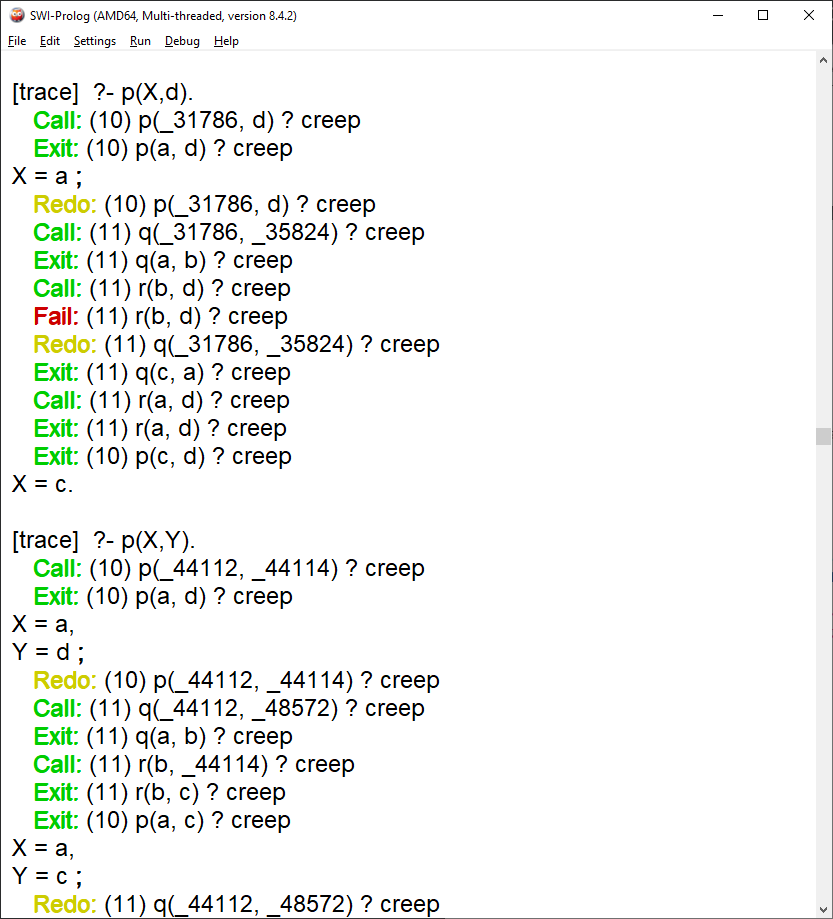 SWI-Prolog (AMD64, Multi-threaded, version 8.4.2)
File Edit Settings Run Debug Help
[trace]  ?- p(X,d).
Call: (10) p(_31786, d) ? creep
Exit: (10) p(a, d) ? creep
X = a ;
Redo: (10) p(_31786, d) ? creep
Call: (11) q(_31786, _35824) ? creep
Exit: (11) q(a, b) ? creep
Call: (11) r(b, d) ? creep
Fail: (11) r(b, d) ? creep
Redo: (11) q(_31786, _35824) ? creep
Exit: (11) q(c, a) ? creep
Call: (11) r(a, d) ? creep
Exit: (11) r(a, d) ? creep
Exit: (10) p(c, d) ? creep
X = c.
[trace]  ?- p(X,Y).
Call: (10) p(_44112, _44114) ? creep
Exit: (10) p(a, d) ? creep
X = a,
Y = d ;
Redo: (10) p(_44112, _44114) ? creep
Call: (11) q(_44112, _48572) ? creep
Exit: (11) q(a, b) ? creep
Call: (11) r(b, _44114) ? creep
Exit: (11) r(b, c) ? creep
Exit: (10) p(a, c) ? creep
X = a,
Y = c ;
Redo: (11) q(_44112, _48572) ? creep